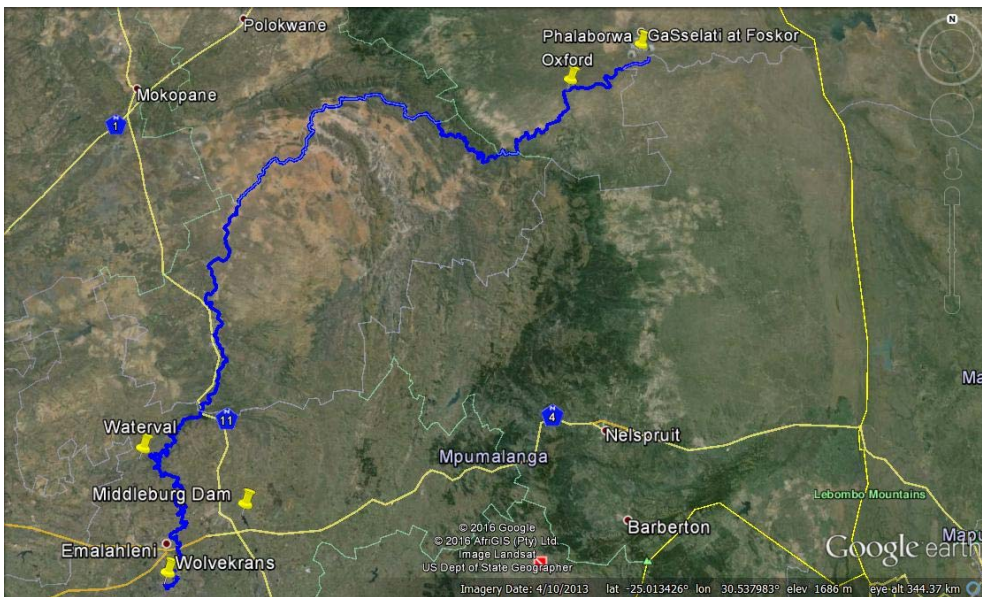 N
Polokwane
Phalaborwa
GaSselati at Foskor
Oxford
Mokopane
1
Waterval
11
4
Nelspruit
Mpumalanga
Ma
Middleburg Dam
Lebombo Mountains
Emalahleni
Wolvekrans
Barberton
Mapu
© 2016 Google
© 2016 AfriGIS (Pty) Ltd.
Image Landsat
US Dept of State Geographer
Google earth
Imagery Date: 4/10/2013 lat -25.013426° lon 30.537983° elev 1686 m eye-alt 344.37 km